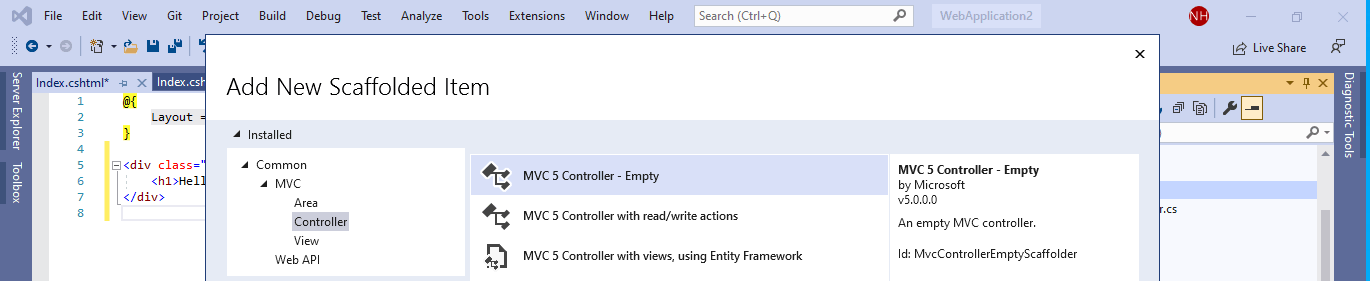 File Edit View Git Project Build Debug Test Analyze Tools Extensions Window Help Search (Ctrl+Q) WebApplication2 NH
Live Share
Add New Scaffolded Item
Server Explorer
Toolbox
Index.cshtml* Index.csh
1 @{
2 Layout =
3 }
4
5 <div class="
6 <h1>Hell
7 </div>
8
Installed
Common
MVC
Area
Controller
View
Web API
MVC 5 Controller - Empty
MVC 5 Controller with read/write actions
MVC 5 Controller with views, using Entity Framework
MVC 5 Controller - Empty
by Microsoft
v5.0.0.0
An empty MVC controller.
Id: MvcControllerEmptyScaffolder
r.cs
Diagnostic Tools